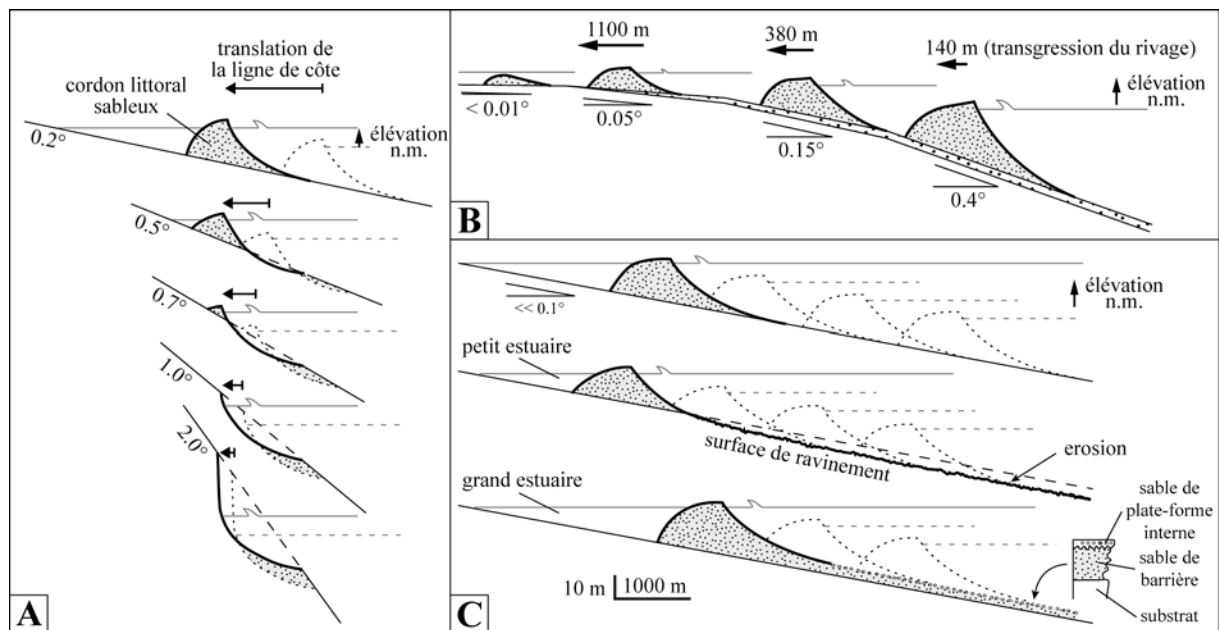 translation de
la ligne de côte
cordon littoral
sableux
0.2°
élévation
n.m.
0.5°
0.7°
1.0°
2.0°
A
1100 m
380 m
140 m (transgression du rivage)
élévation
n.m.
< 0.01°
0.05°
0.15°
0.4°
B
<< 0.1°
élévation
n.m.
petit estuaire
surface de ravinement
erosion
grand estuaire
sable de
plate-forme
interne
sable de
barrière
substrat
10 m
1000 m
C